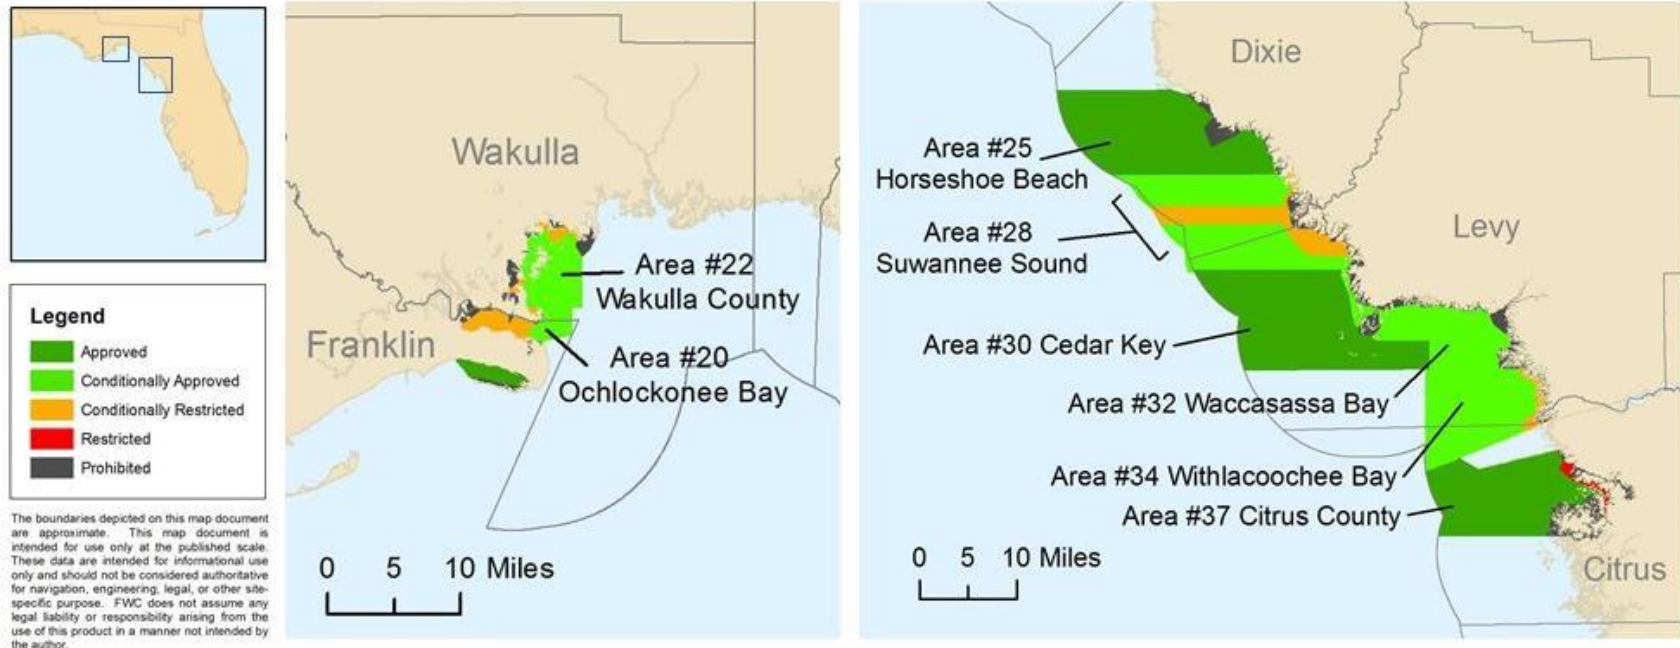 Legend
Approved
Conditionally Approved
Conditionally Restricted
Restricted
Prohibited
The boundaries depicted on this map document
are approximate. This map document is
intended for use only at the published scale.
These data are intended for informational use
only and should not be considered authoritative
for navigation, engineering, legal, or other site-
specific purpose. FWC does not assume any
legal liability or responsibility arising from the
use of this product in a manner not intended by
the author.
Wakulla
Franklin
Area #22
Wakulla County
Area #20
Ochlockonee Bay
0 5 10 Miles
Dixie
Levy
Citrus
Area #25
Horseshoe Beach
Area #28
Suwannee Sound
Area #30 Cedar Key
Area #32 Waccasassa Bay
Area #34 Withlacoochee Bay
Area #37 Citrus County
0 5 10 Miles